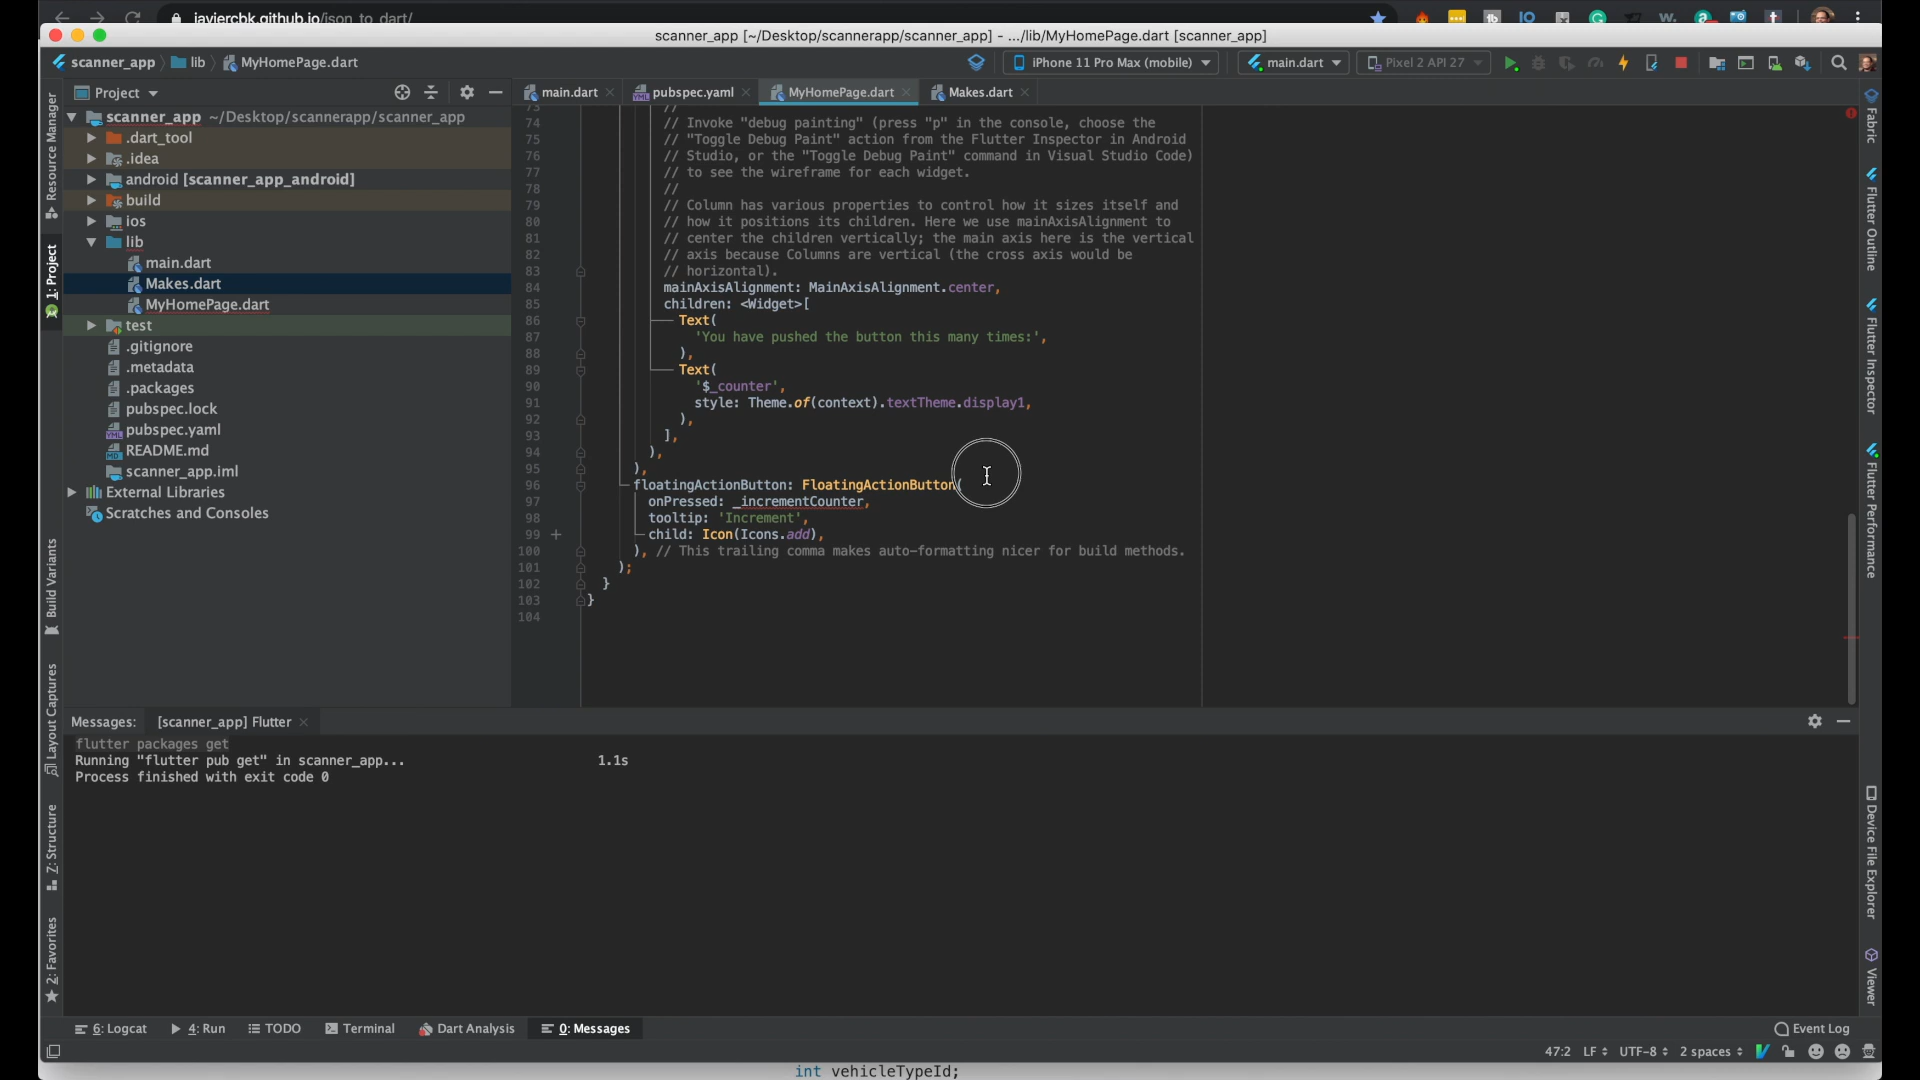 javiercbk.github.io/json_to_dart/
scanner_app [~/Desktop/scannerapp/scanner_app] - .../lib/MyHomePage.dart [scanner_app]
scanner_app lib MyHomePage.dart iPhone 11 Pro Max (mobile) main.dart Pixel 2 API 27
Project main.dart pubspec.yaml MyHomePage.dart Makes.dart
scanner_app ~/Desktop/scannerapp/scanner_app
.dart_tool
.idea
android [scanner_app_android]
build
ios
lib
main.dart
Makes.dart
MyHomePage.dart
test
.gitignore
.metadata
.packages
pubspec.lock
pubspec.yaml
README.md
scanner_app.iml
External Libraries
Scratches and Consoles
Resource Manager
1: Project
Build Variants
Layout Captures
Z: Structure
2: Favorites
73 //
74 // Invoke "debug painting" (press "p" in the console, choose the
75 // "Toggle Debug Paint" action from the Flutter Inspector in Android
76 // Studio, or the "Toggle Debug Paint" command in Visual Studio Code)
77 // to see the wireframe for each widget.
78 //
79 // Column has various properties to control how it sizes itself and
80 // how it positions its children. Here we use mainAxisAlignment to
81 // center the children vertically; the main axis here is the vertical
82 // axis because Columns are vertical (the cross axis would be
83 // horizontal).
84 mainAxisAlignment: MainAxisAlignment.center,
85 children: <Widget>[
86 Text(
87 'You have pushed the button this many times:',
88 ),
89 Text(
90 '$_counter',
91 style: Theme.of(context).textTheme.display1,
92 ),
93 ],
94 ),
95 ),
96 floatingActionButton: FloatingActionButton(
97 onPressed: _incrementCounter,
98 tooltip: 'Increment',
99 child: Icon(Icons.add),
100 ), // This trailing comma makes auto-formatting nicer for build methods.
101 );
102 }
103 }
104
Fabric
Flutter Outline
Flutter Inspector
Flutter Performance
Device File Explorer
Viewer
Messages: [scanner_app] Flutter
flutter packages get
Running "flutter pub get" in scanner_app... 1.1s
Process finished with exit code 0
6: Logcat 4: Run TODO Terminal Dart Analysis 0: Messages Event Log
47:2 LF UTF-8 2 spaces
int vehicleTypeId;